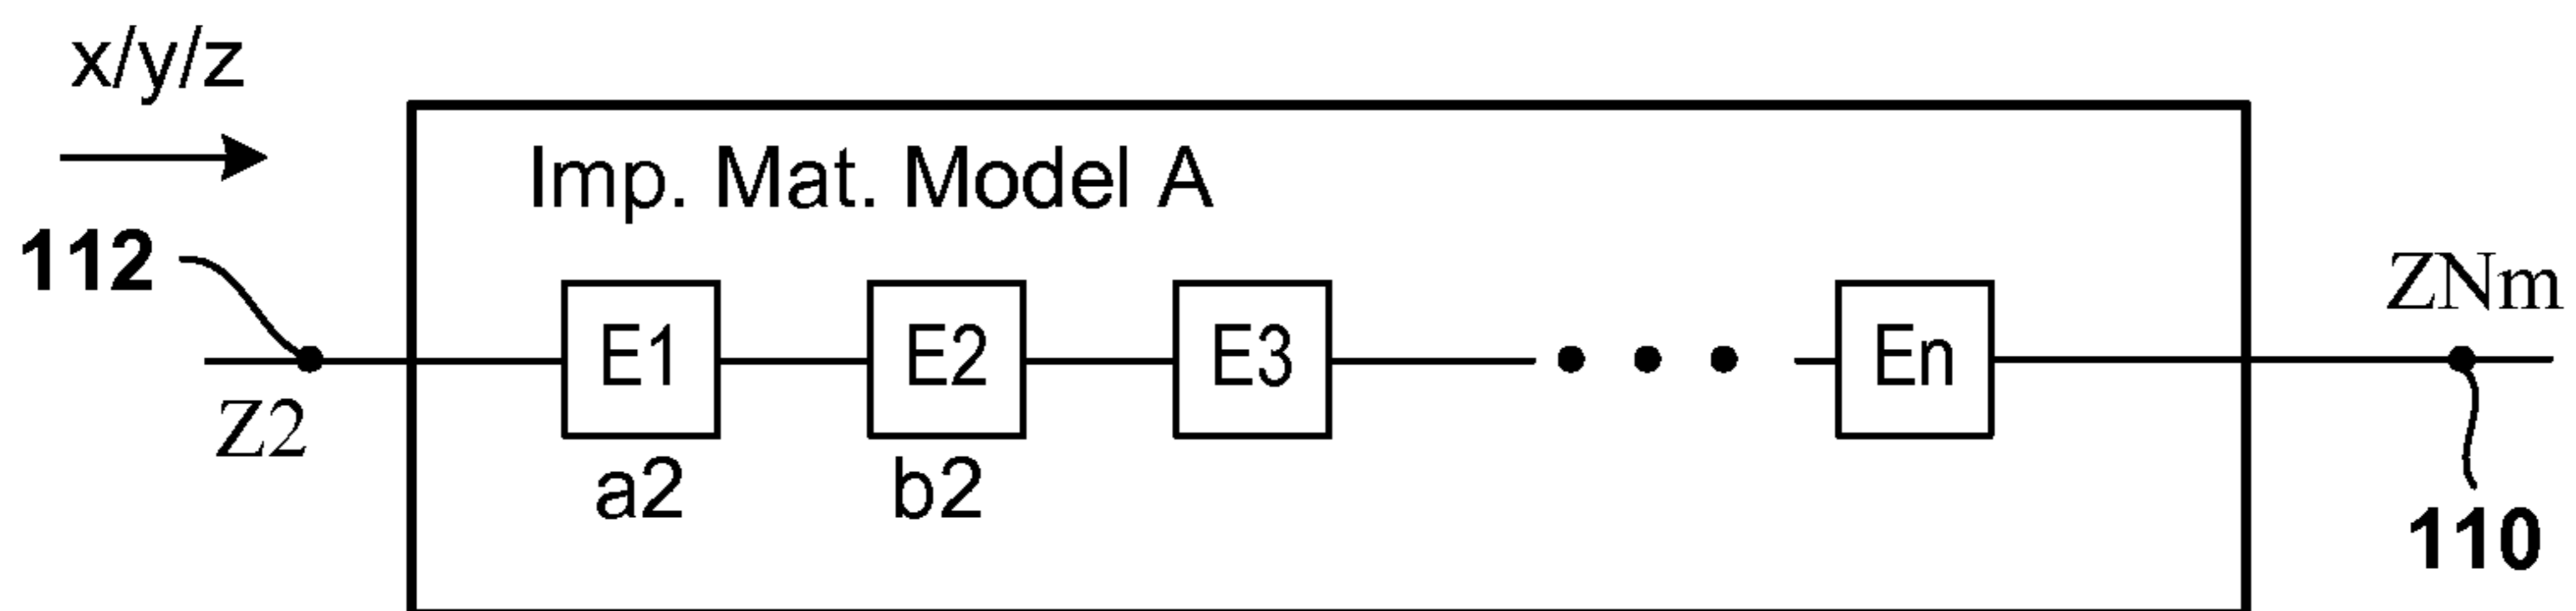 x/y/z
Imp. Mat. Model A
112
ZNm
E1 E2 E3 En
Z2
a2 b2
110